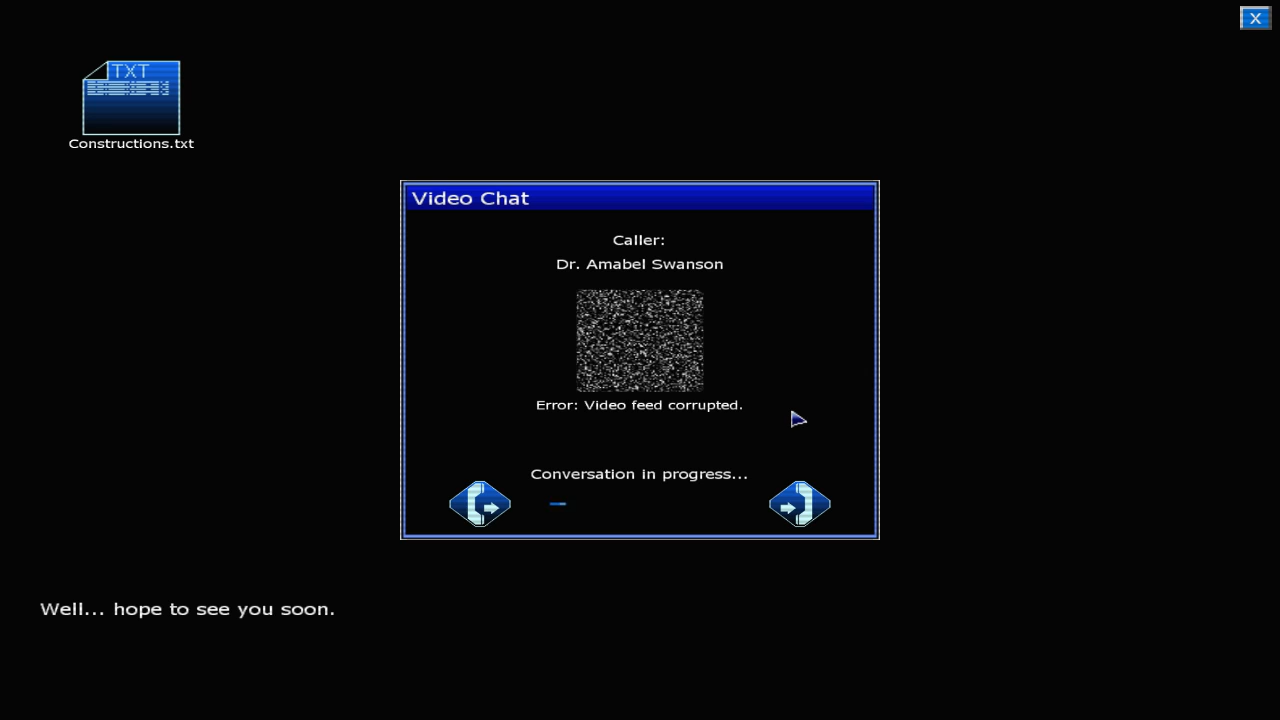 X
TXT
Constructions.txt
Video Chat
Caller:
Dr. Amabel Swanson
Error: Video feed corrupted.
Conversation in progress...
Well... hope to see you soon.